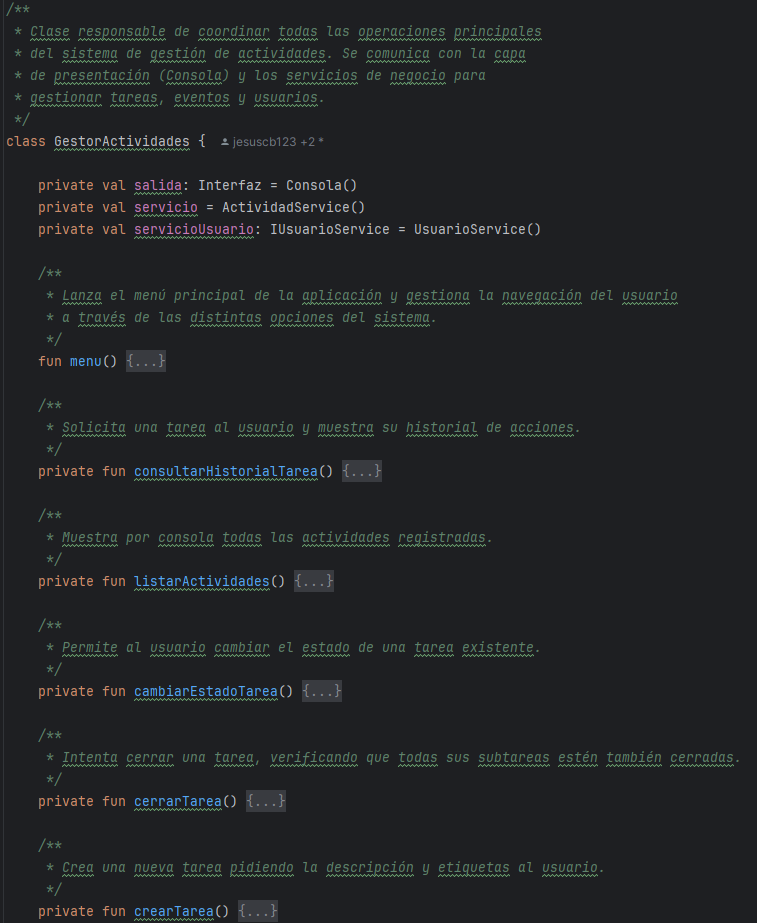 /**
 * Clase responsable de coordinar todas las operaciones principales
 * del sistema de gestión de actividades. Se comunica con la capa
 * de presentación (Consola) y los servicios de negocio para
 * gestionar tareas, eventos y usuarios.
 */
class GestorActividades { jesuscb123 +2 *
    private val salida: Interfaz = Consola()
    private val servicio = ActividadService()
    private val servicioUsuario: IUsuarioService = UsuarioService()
    /**
     * Lanza el menú principal de la aplicación y gestiona la navegación del usuario
     * a través de las distintas opciones del sistema.
     */
    fun menu() {...}
    /**
     * Solicita una tarea al usuario y muestra su historial de acciones.
     */
    private fun consultarHistorialTarea() {...}
    /**
     * Muestra por consola todas las actividades registradas.
     */
    private fun listarActividades() {...}
    /**
     * Permite al usuario cambiar el estado de una tarea existente.
     */
    private fun cambiarEstadoTarea() {...}
    /**
     * Intenta cerrar una tarea, verificando que todas sus subtareas estén también cerradas.
     */
    private fun cerrarTarea() {...}
    /**
     * Crea una nueva tarea pidiendo la descripción y etiquetas al usuario.
     */
    private fun crearTarea() {...}